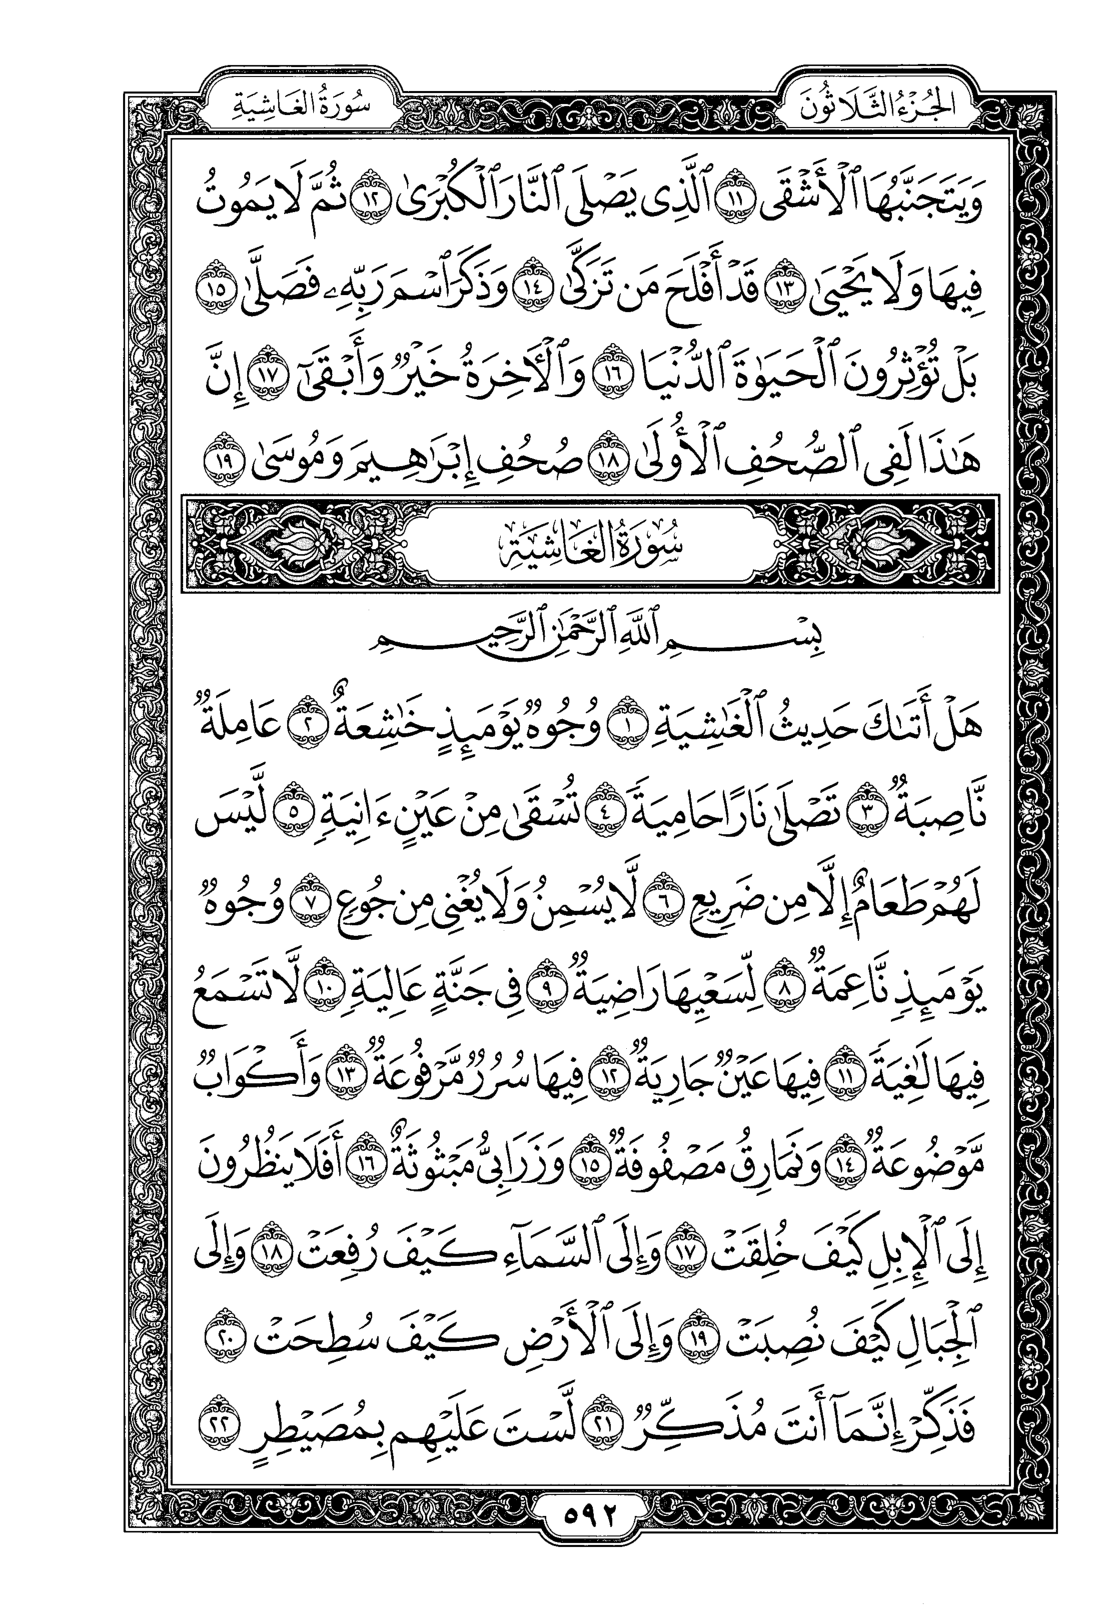 الجُزْءُ الثَّلَاثُونَ
سُورَةُ الغَاشِيَةِ
وَيَتَجَنَّبُهَا ٱلْأَشْقَى ١١ ٱلَّذِى يَصْلَى ٱلنَّارَ ٱلْكُبْرَىٰ ١٢ ثُمَّ لَا يَمُوتُ
فِيهَا وَلَا يَحْيَىٰ ١٣ قَدْ أَفْلَحَ مَن تَزَكَّىٰ ١٤ وَذَكَرَ ٱسْمَ رَبِّهِۦ فَصَلَّىٰ ١٥
بَلْ تُؤْثِرُونَ ٱلْحَيَوٰةَ ٱلدُّنْيَا ١٦ وَٱلْأَخِرَةُ خَيْرٌ وَأَبْقَىٰٓ ١٧ إِنَّ
هَـٰذَا لَفِى ٱلصُّحُفِ ٱلْأُولَىٰ ١٨ صُحُفِ إِبْرَٰهِيمَ وَمُوسَىٰ ١٩
سُورَةُ الغَاشِيَةِ
بِسْمِ ٱللَّهِ ٱلرَّحْمَـٰنِ ٱلرَّحِيمِ
هَلْ أَتَىٰكَ حَدِيثُ ٱلْغَـٰشِيَةِ ١ وُجُوهٌ يَوْمَئِذٍ خَـٰشِعَةٌ ٢ عَامِلَةٌ
نَّاصِبَةٌ ٣ تَصْلَىٰ نَارًا حَامِيَةً ٤ تُسْقَىٰ مِنْ عَيْنٍ ءَانِيَةٍ ٥ لَّيْسَ
لَهُمْ طَعَامٌ إِلَّا مِن ضَرِيعٍ ٦ لَّا يُسْمِنُ وَلَا يُغْنِى مِن جُوعٍ ٧ وُجُوهٌ
يَوْمَئِذٍ نَّاعِمَةٌ ٨ لِّسَعْيِهَا رَاضِيَةٌ ٩ فِى جَنَّةٍ عَالِيَةٍ ١٠ لَّا تَسْمَعُ
فِيهَا لَـٰغِيَةً ١١ فِيهَا عَيْنٌ جَارِيَةٌ ١٢ فِيهَا سُرُرٌ مَّرْفُوعَةٌ ١٣ وَأَكْوَابٌ
مَّوْضُوعَةٌ ١٤ وَنَمَارِقُ مَصْفُوفَةٌ ١٥ وَزَرَابِىُّ مَبْثُوثَةٌ ١٦ أَفَلَا يَنظُرُونَ
إِلَى ٱلْإِبِلِ كَيْفَ خُلِقَتْ ١٧ وَإِلَى ٱلسَّمَآءِ كَيْفَ رُفِعَتْ ١٨ وَإِلَى
ٱلْجِبَالِ كَيْفَ نُصِبَتْ ١٩ وَإِلَى ٱلْأَرْضِ كَيْفَ سُطِحَتْ ٢٠
فَذَكِّرْ إِنَّمَآ أَنتَ مُذَكِّرٌ ٢١ لَّسْتَ عَلَيْهِم بِمُصَيْطِرٍ ٢٢
٥٩٢